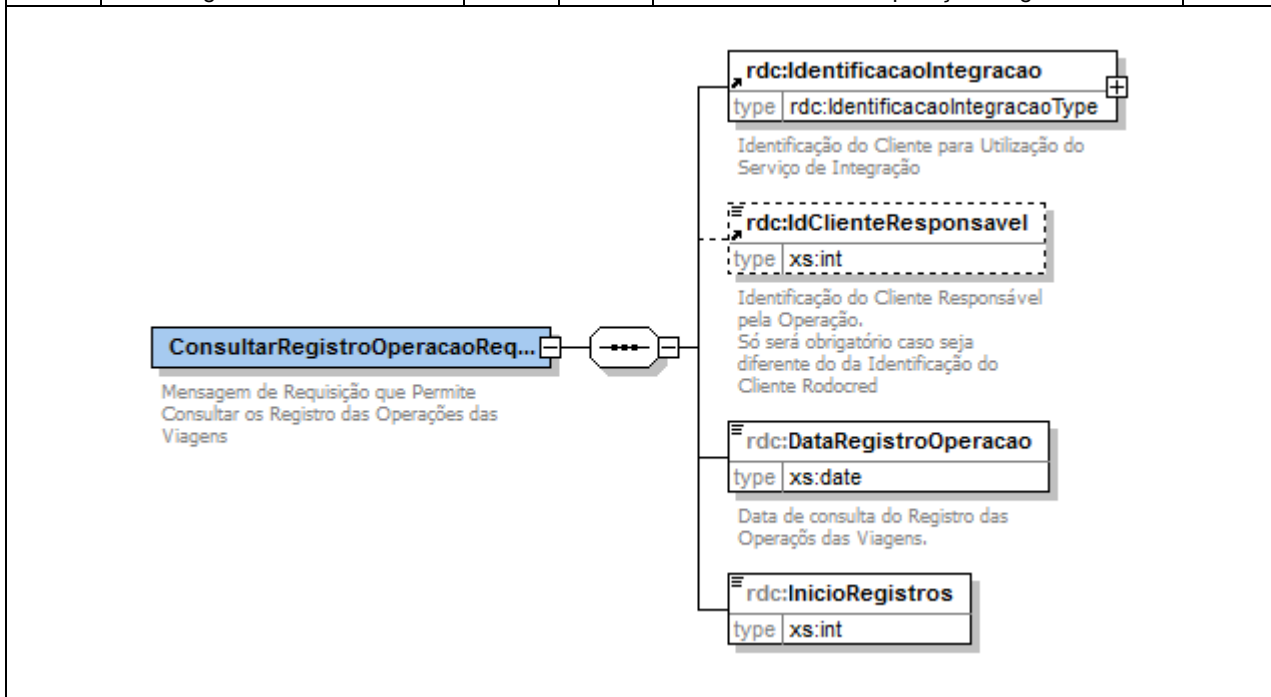 rdc:IdentificacaoIntegracao
type rdc:IdentificacaoIntegracaoType
Identificação do Cliente para Utilização do
Serviço de Integração
rdc:IdClienteResponsavel
type xs:int
Identificação do Cliente Responsável
pela Operação.
Só será obrigatório caso seja
diferente do da Identificação do
Cliente Rodocred
ConsultarRegistroOperacaoReq...
Mensagem de Requisição que Permite
Consultar os Registro das Operações das
Viagens
rdc:DataRegistroOperacao
type xs:date
Data de consulta do Registro das
Operaçõs das Viagens.
rdc:InicioRegistros
type xs:int